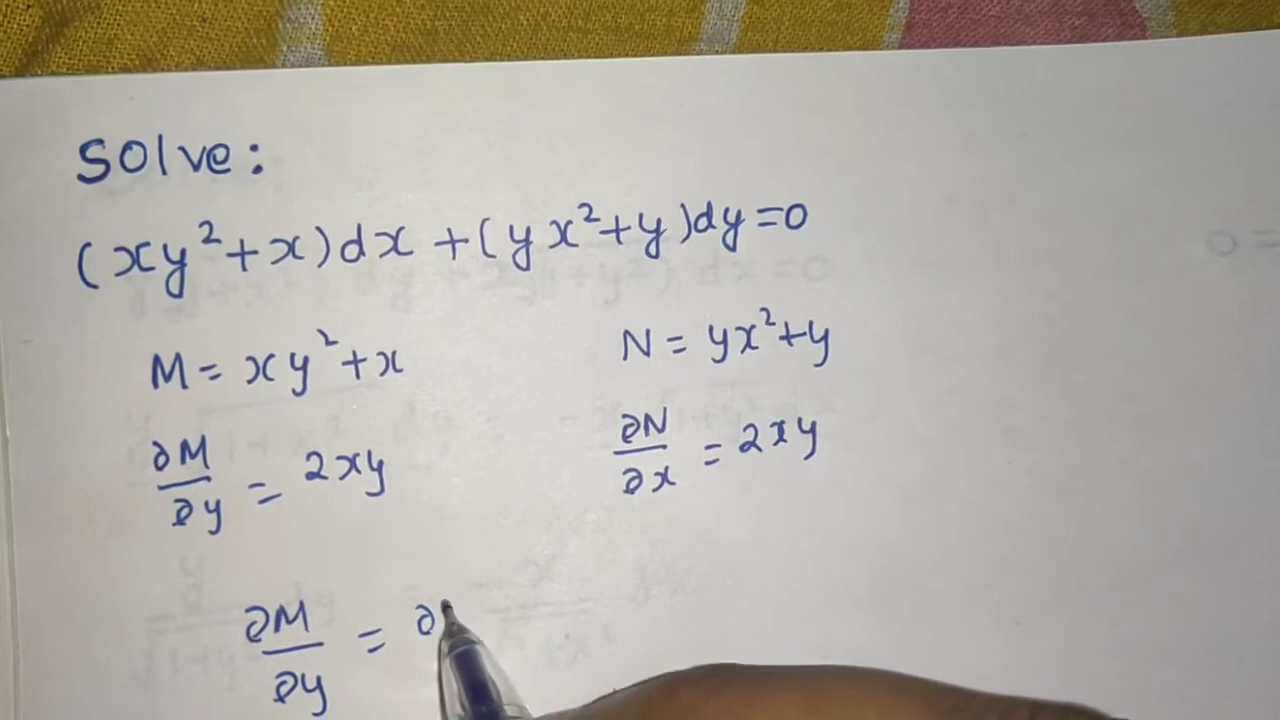 Solve:
(xy²+x)dx+(yx²+y)dy=0
M=xy²+x N=yx²+y
∂M/∂y=2xy ∂N/∂x=2xy
∂M/∂y=∂